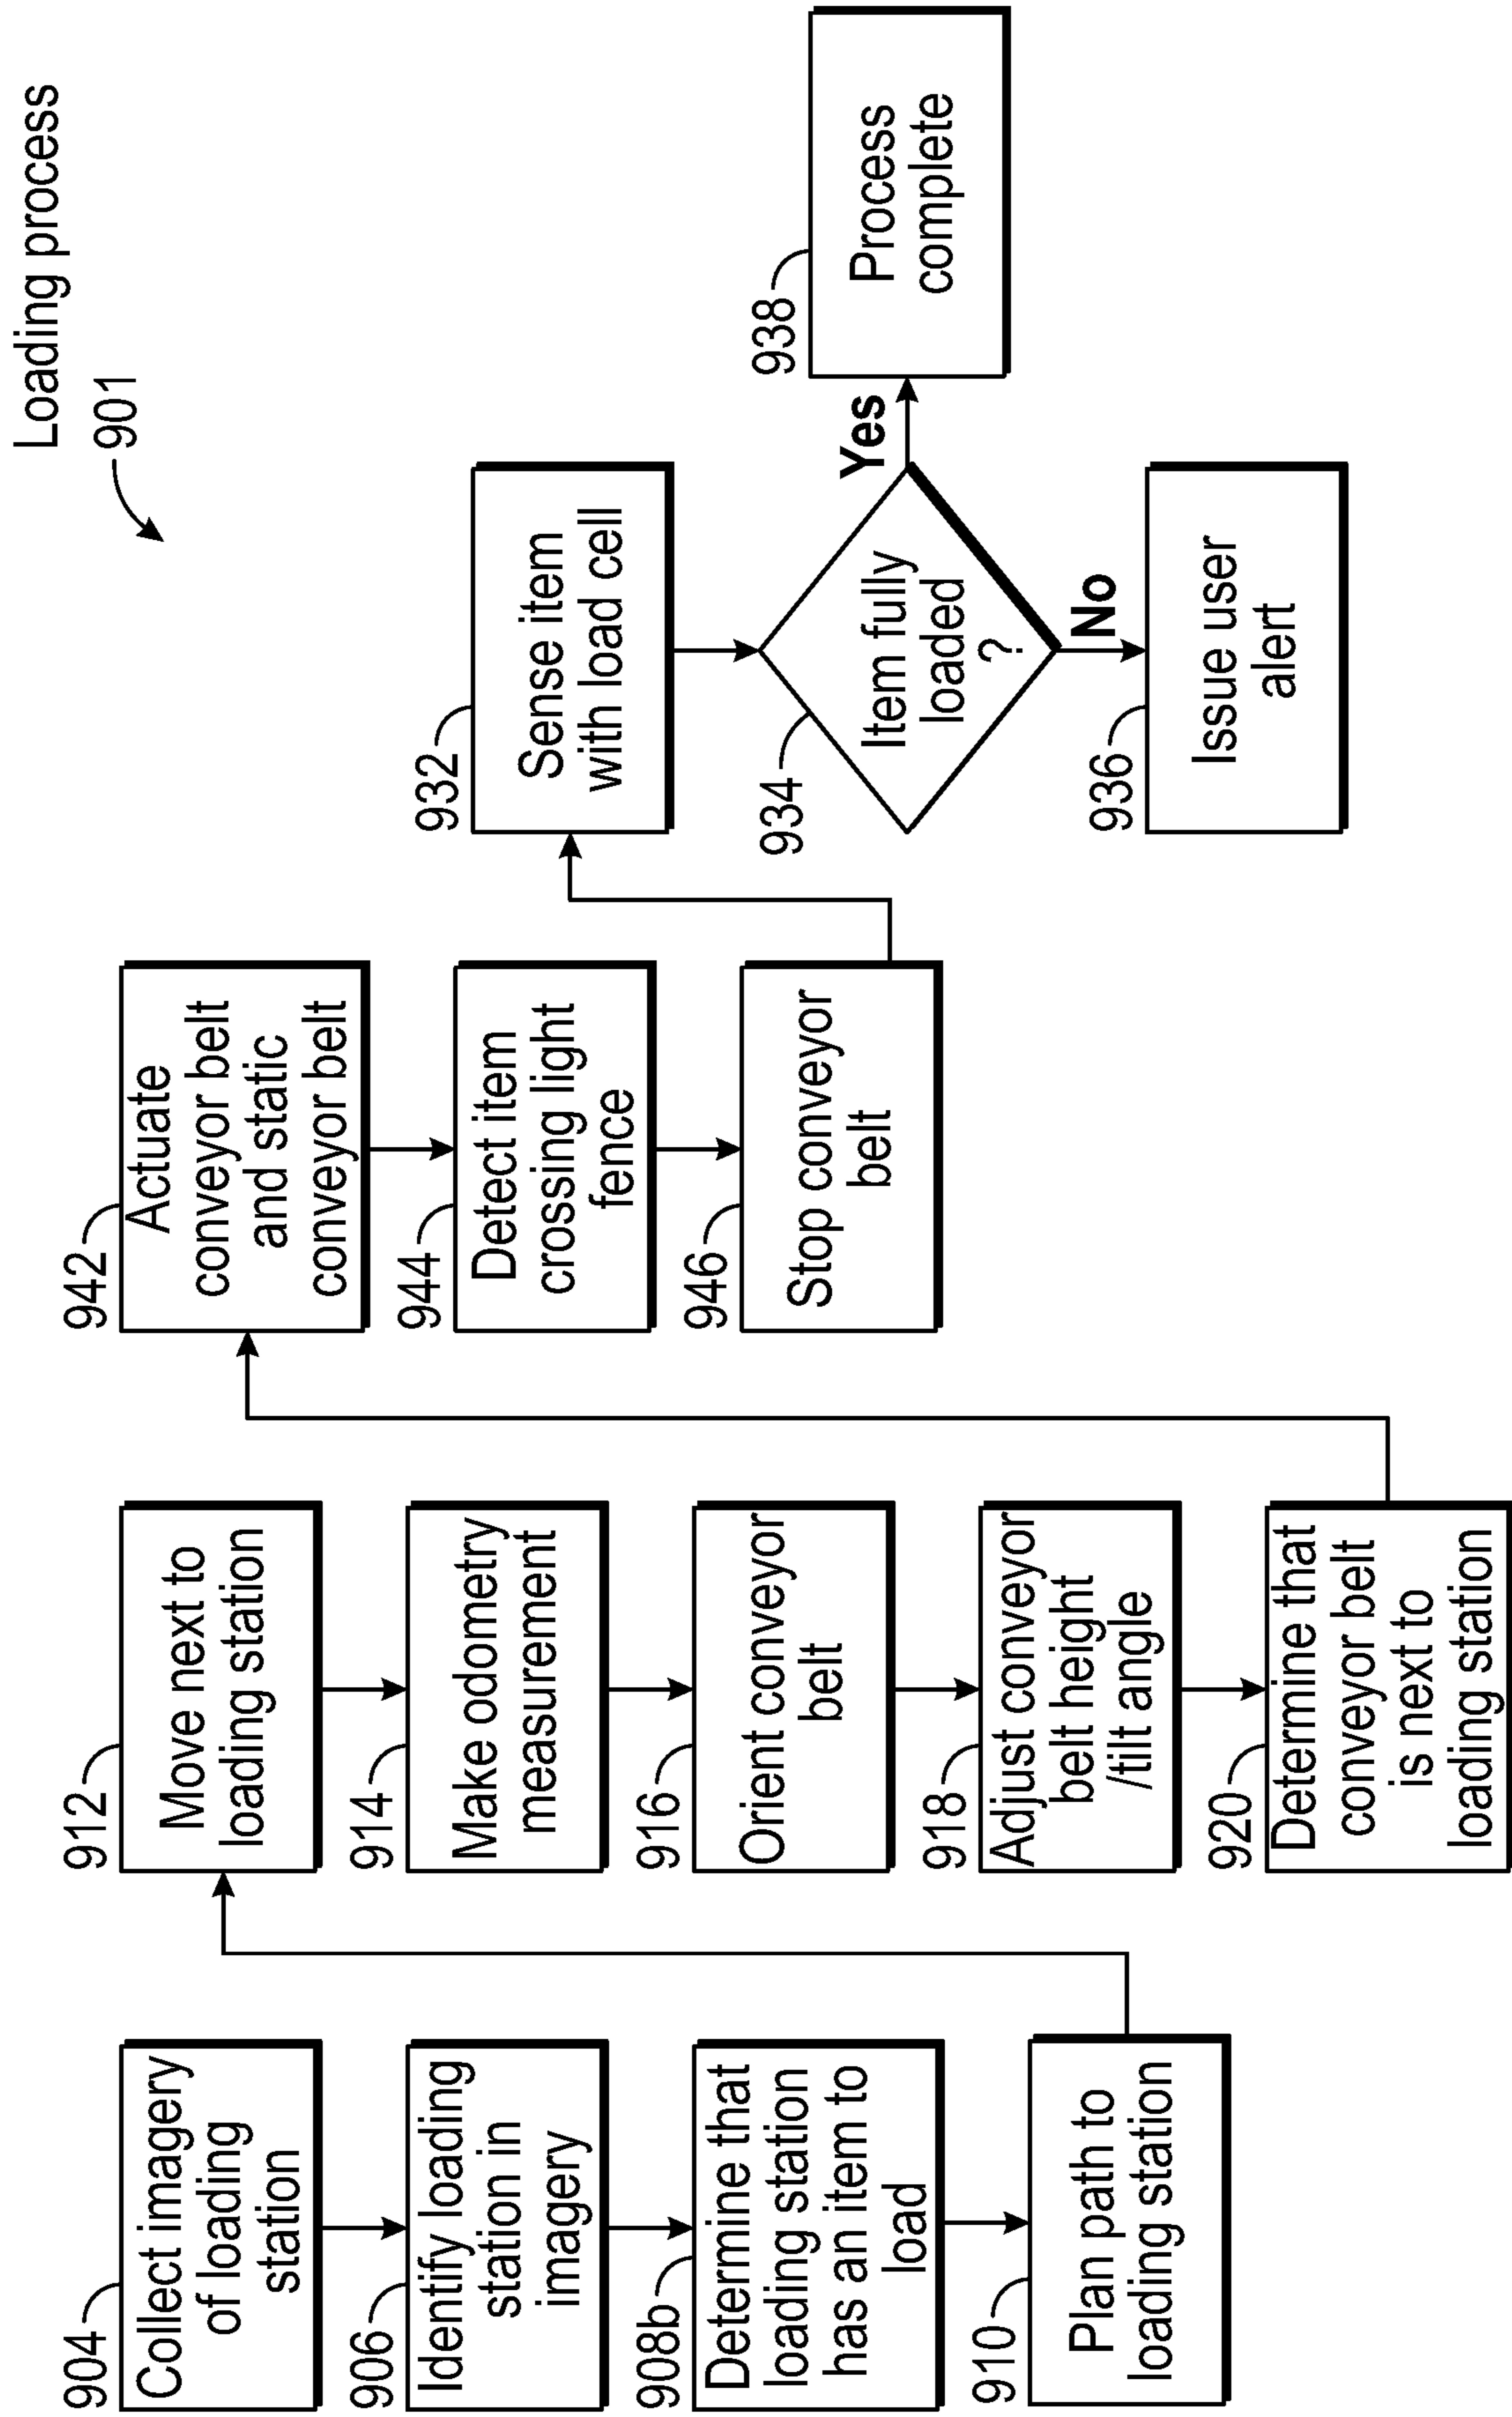 Loading process
901
904
Collect imagery
of loading
station
906
Identify loading
station in
imagery
908b
Determine that
loading station
has an item to
load
910
Plan path to
loading station
912
Move next to
loading station
914
Make odometry
measurement
916
Orient conveyor
belt
918
Adjust conveyor
belt height
/tilt angle
920
Determine that
conveyor belt
is next to
loading station
942
Actuate
conveyor belt
and static
conveyor belt
944
Detect item
crossing light
fence
946
Stop conveyor
belt
932
Sense item
with load cell
934
Item fully
loaded
?
Yes
No
936
Issue user
alert
938
Process
complete